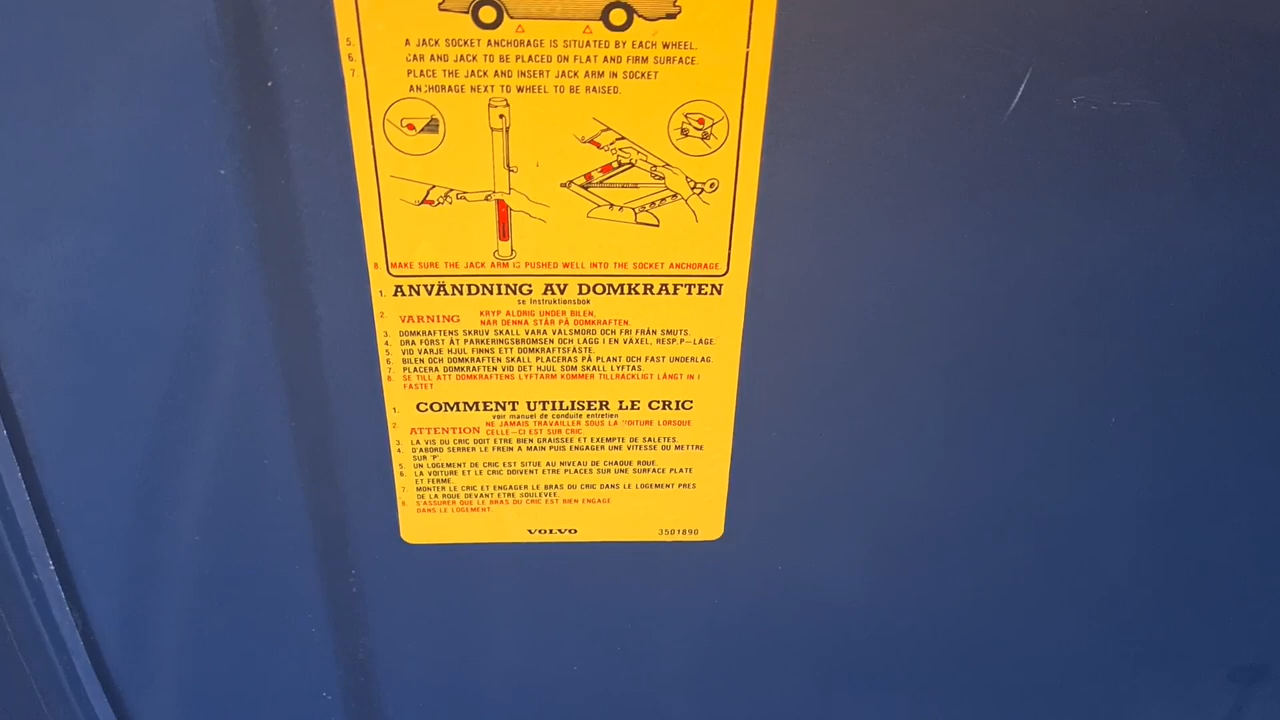 5. A JACK SOCKET ANCHORAGE IS SITUATED BY EACH WHEEL.
6. CAR AND JACK TO BE PLACED ON FLAT AND FIRM SURFACE.
7. PLACE THE JACK AND INSERT JACK ARM IN SOCKET
ANCHORAGE NEXT TO WHEEL TO BE RAISED.
8. MAKE SURE THE JACK ARM IS PUSHED WELL INTO THE SOCKET ANCHORAGE.
1. ANVÄNDNING AV DOMKRAFTEN
se Instruktionsbok
2. VARNING KRYP ALDRIG UNDER BILEN,
NÄR DENNA STÅR PÅ DOMKRAFTEN.
3. DOMKRAFTENS SKRUV SKALL VARA VÄLSMORD OCH FRI FRÅN SMUTS.
4. DRA FÖRST ÅT PARKERINGSBROMSEN OCH LÄGG I EN VÄXEL, RESP.P-LÄGE.
5. VID VARJE HJUL FINNS ETT DOMKRAFTSFÄSTE.
6. BILEN OCH DOMKRAFTEN SKALL PLACERAS PÅ PLANT OCH FAST UNDERLAG.
7. PLACERA DOMKRAFTEN VID DET HJUL SOM SKALL LYFTAS.
8. SE TILL ATT DOMKRAFTENS LYFTARM KOMMER TILLRÄCKLIGT LÅNGT IN I
FÄSTET
1. COMMENT UTILISER LE CRIC
voir manuel de conduite entretien
2. ATTENTION NE JAMAIS TRAVAILLER SOUS LA VOITURE LORSQUE
CELLE-CI EST SUR CRIC
3. LA VIS DU CRIC DOIT ETRE BIEN GRAISSEE ET EXEMPTE DE SALETES.
4. D'ABORD SERRER LE FREIN A MAIN PUIS ENGAGER UNE VITESSE OU METTRE
SUR 'P'.
5. UN LOGEMENT DE CRIC EST SITUE AU NIVEAU DE CHAQUE ROUE.
6. LA VOITURE ET LE CRIC DOIVENT ETRE PLACES SUR UNE SURFACE PLATE
ET FERME.
7. MONTER LE CRIC ET ENGAGER LE BRAS DU CRIC DANS LE LOGEMENT PRES
DE LA ROUE DEVANT ETRE SOULEVEE.
8. S'ASSURER QUE LE BRAS DU CRIC EST BIEN ENGAGE
DANS LE LOGEMENT.
VOLVO 3501890